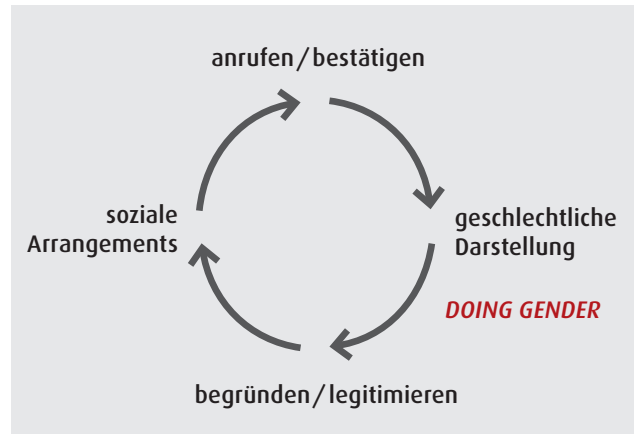 anrufen / bestätigen
soziale
Arrangements
geschlechtliche
Darstellung
DOING GENDER
begründen / legitimieren